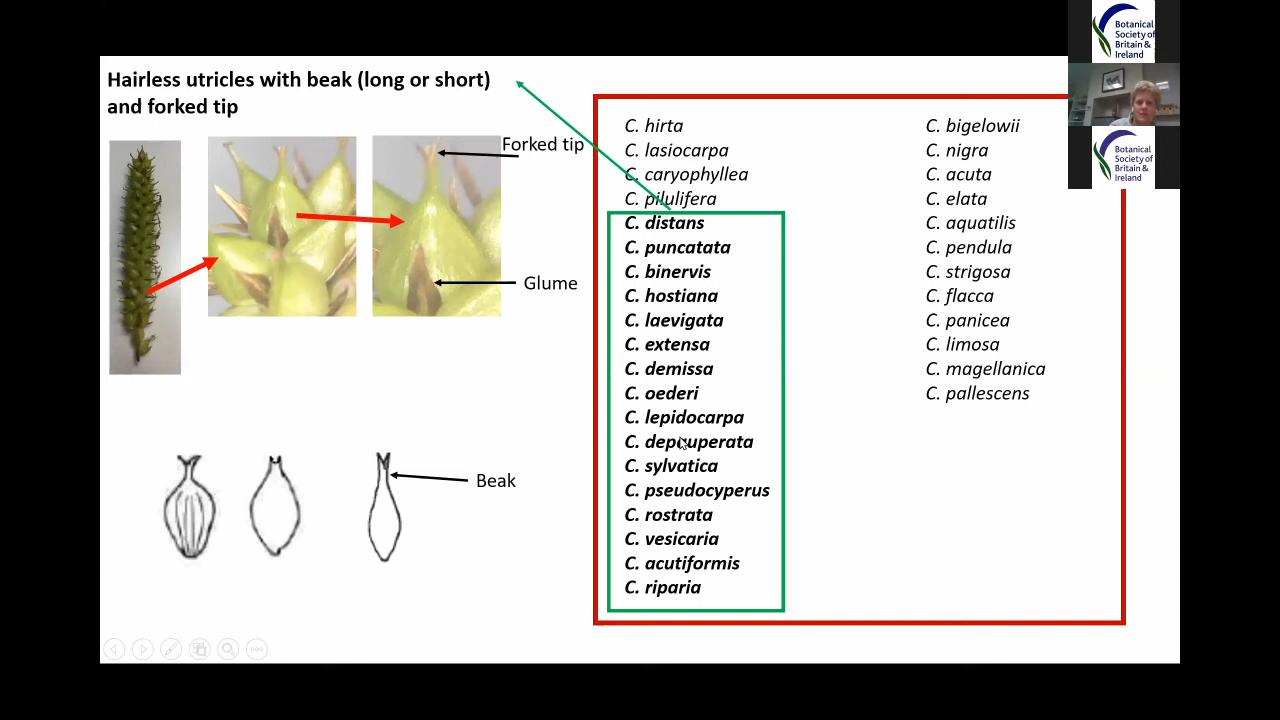 Hairless utricles with beak (long or short)
and forked tip
Forked tip
Glume
Beak
C. hirta
C. lasiocarpa
C. caryophyllea
C. pilulifera
C. distans
C. puncatata
C. binervis
C. hostiana
C. laevigata
C. extensa
C. demissa
C. oederi
C. lepidocarpa
C. depauperata
C. sylvatica
C. pseudocyperus
C. rostrata
C. vesicaria
C. acutiformis
C. riparia
C. bigelowii
C. nigra
C. acuta
C. elata
C. aquatilis
C. pendula
C. strigosa
C. flacca
C. panicea
C. limosa
C. magellanica
C. pallescens
Botanical
Society of
Britain &
Ireland
Botanical
Society of
Britain &
Ireland